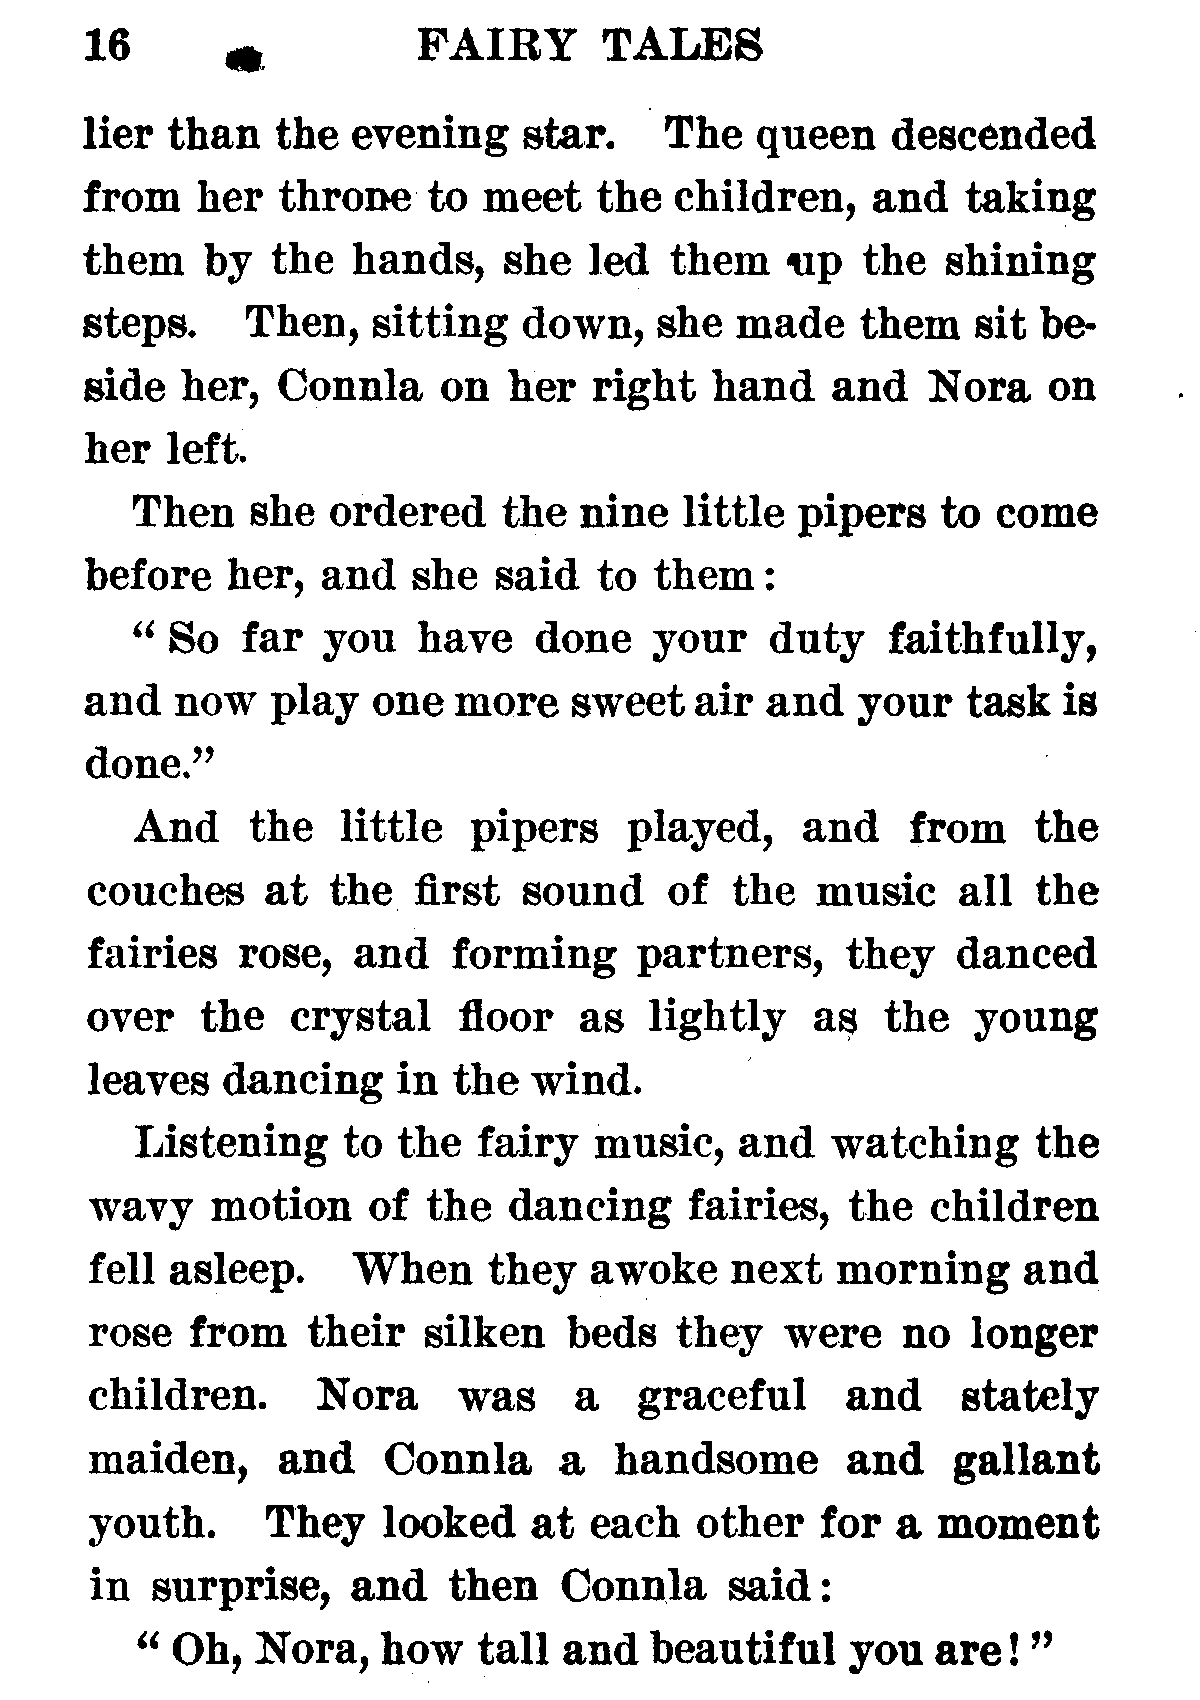 16 FAIRY TALES
lier than the evening star. The queen descended
from her throne to meet the children, and taking
them by the hands, she led them up the shining
steps. Then, sitting down, she made them sit be-
side her, Connla on her right hand and Nora on
her left.
Then she ordered the nine little pipers to come
before her, and she said to them:
“So far you have done your duty faithfully,
and now play one more sweet air and your task is
done.”
And the little pipers played, and from the
couches at the first sound of the music all the
fairies rose, and forming partners, they danced
over the crystal floor as lightly as the young
leaves dancing in the wind.
Listening to the fairy music, and watching the
wavy motion of the dancing fairies, the children
fell asleep. When they awoke next morning and
rose from their silken beds they were no longer
children. Nora was a graceful and stately
maiden, and Connla a handsome and gallant
youth. They looked at each other for a moment
in surprise, and then Connla said:
“Oh, Nora, how tall and beautiful you are!”